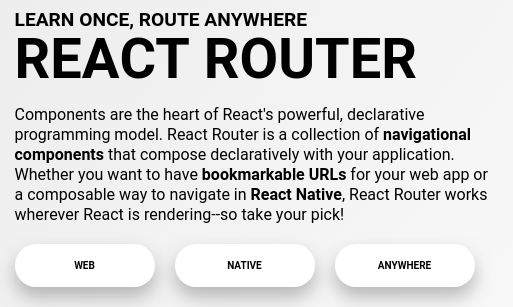 LEARN ONCE, ROUTE ANYWHERE
REACT ROUTER
Components are the heart of React's powerful, declarative
programming model. React Router is a collection of navigational
components that compose declaratively with your application.
Whether you want to have bookmarkable URLs for your web app or
a composable way to navigate in React Native, React Router works
wherever React is rendering--so take your pick!
WEB
NATIVE
ANYWHERE